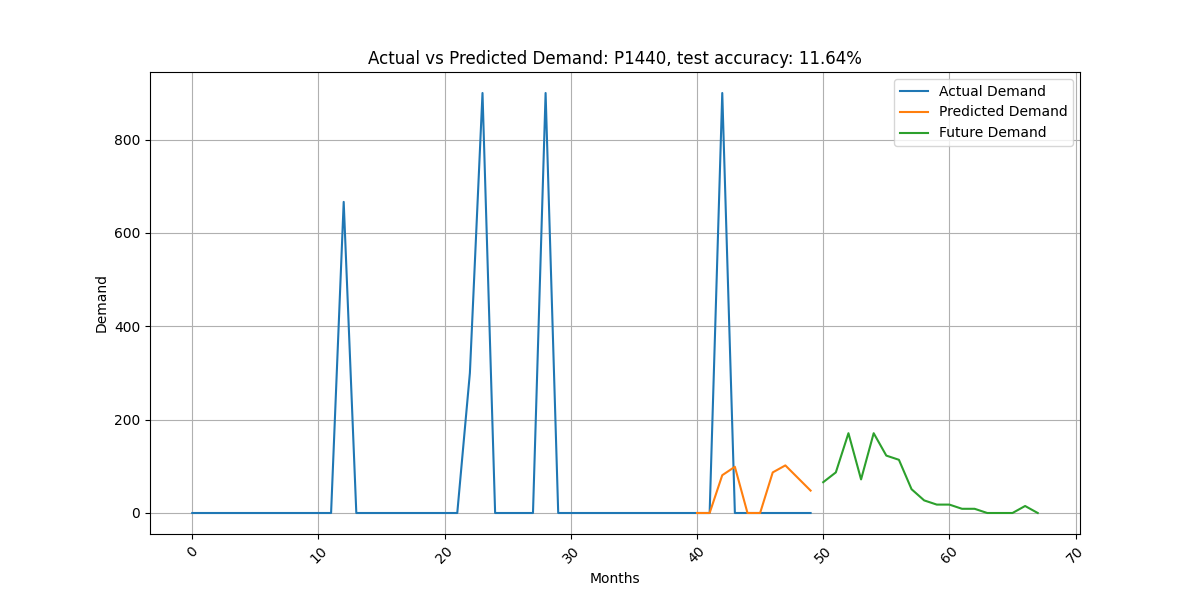 Actual vs Predicted Demand: P1440, test accuracy: 11.64%
Actual Demand
Predicted Demand
Future Demand
800
600
400
200
0
Demand
0 10 20 30 40 50 60 70
Months